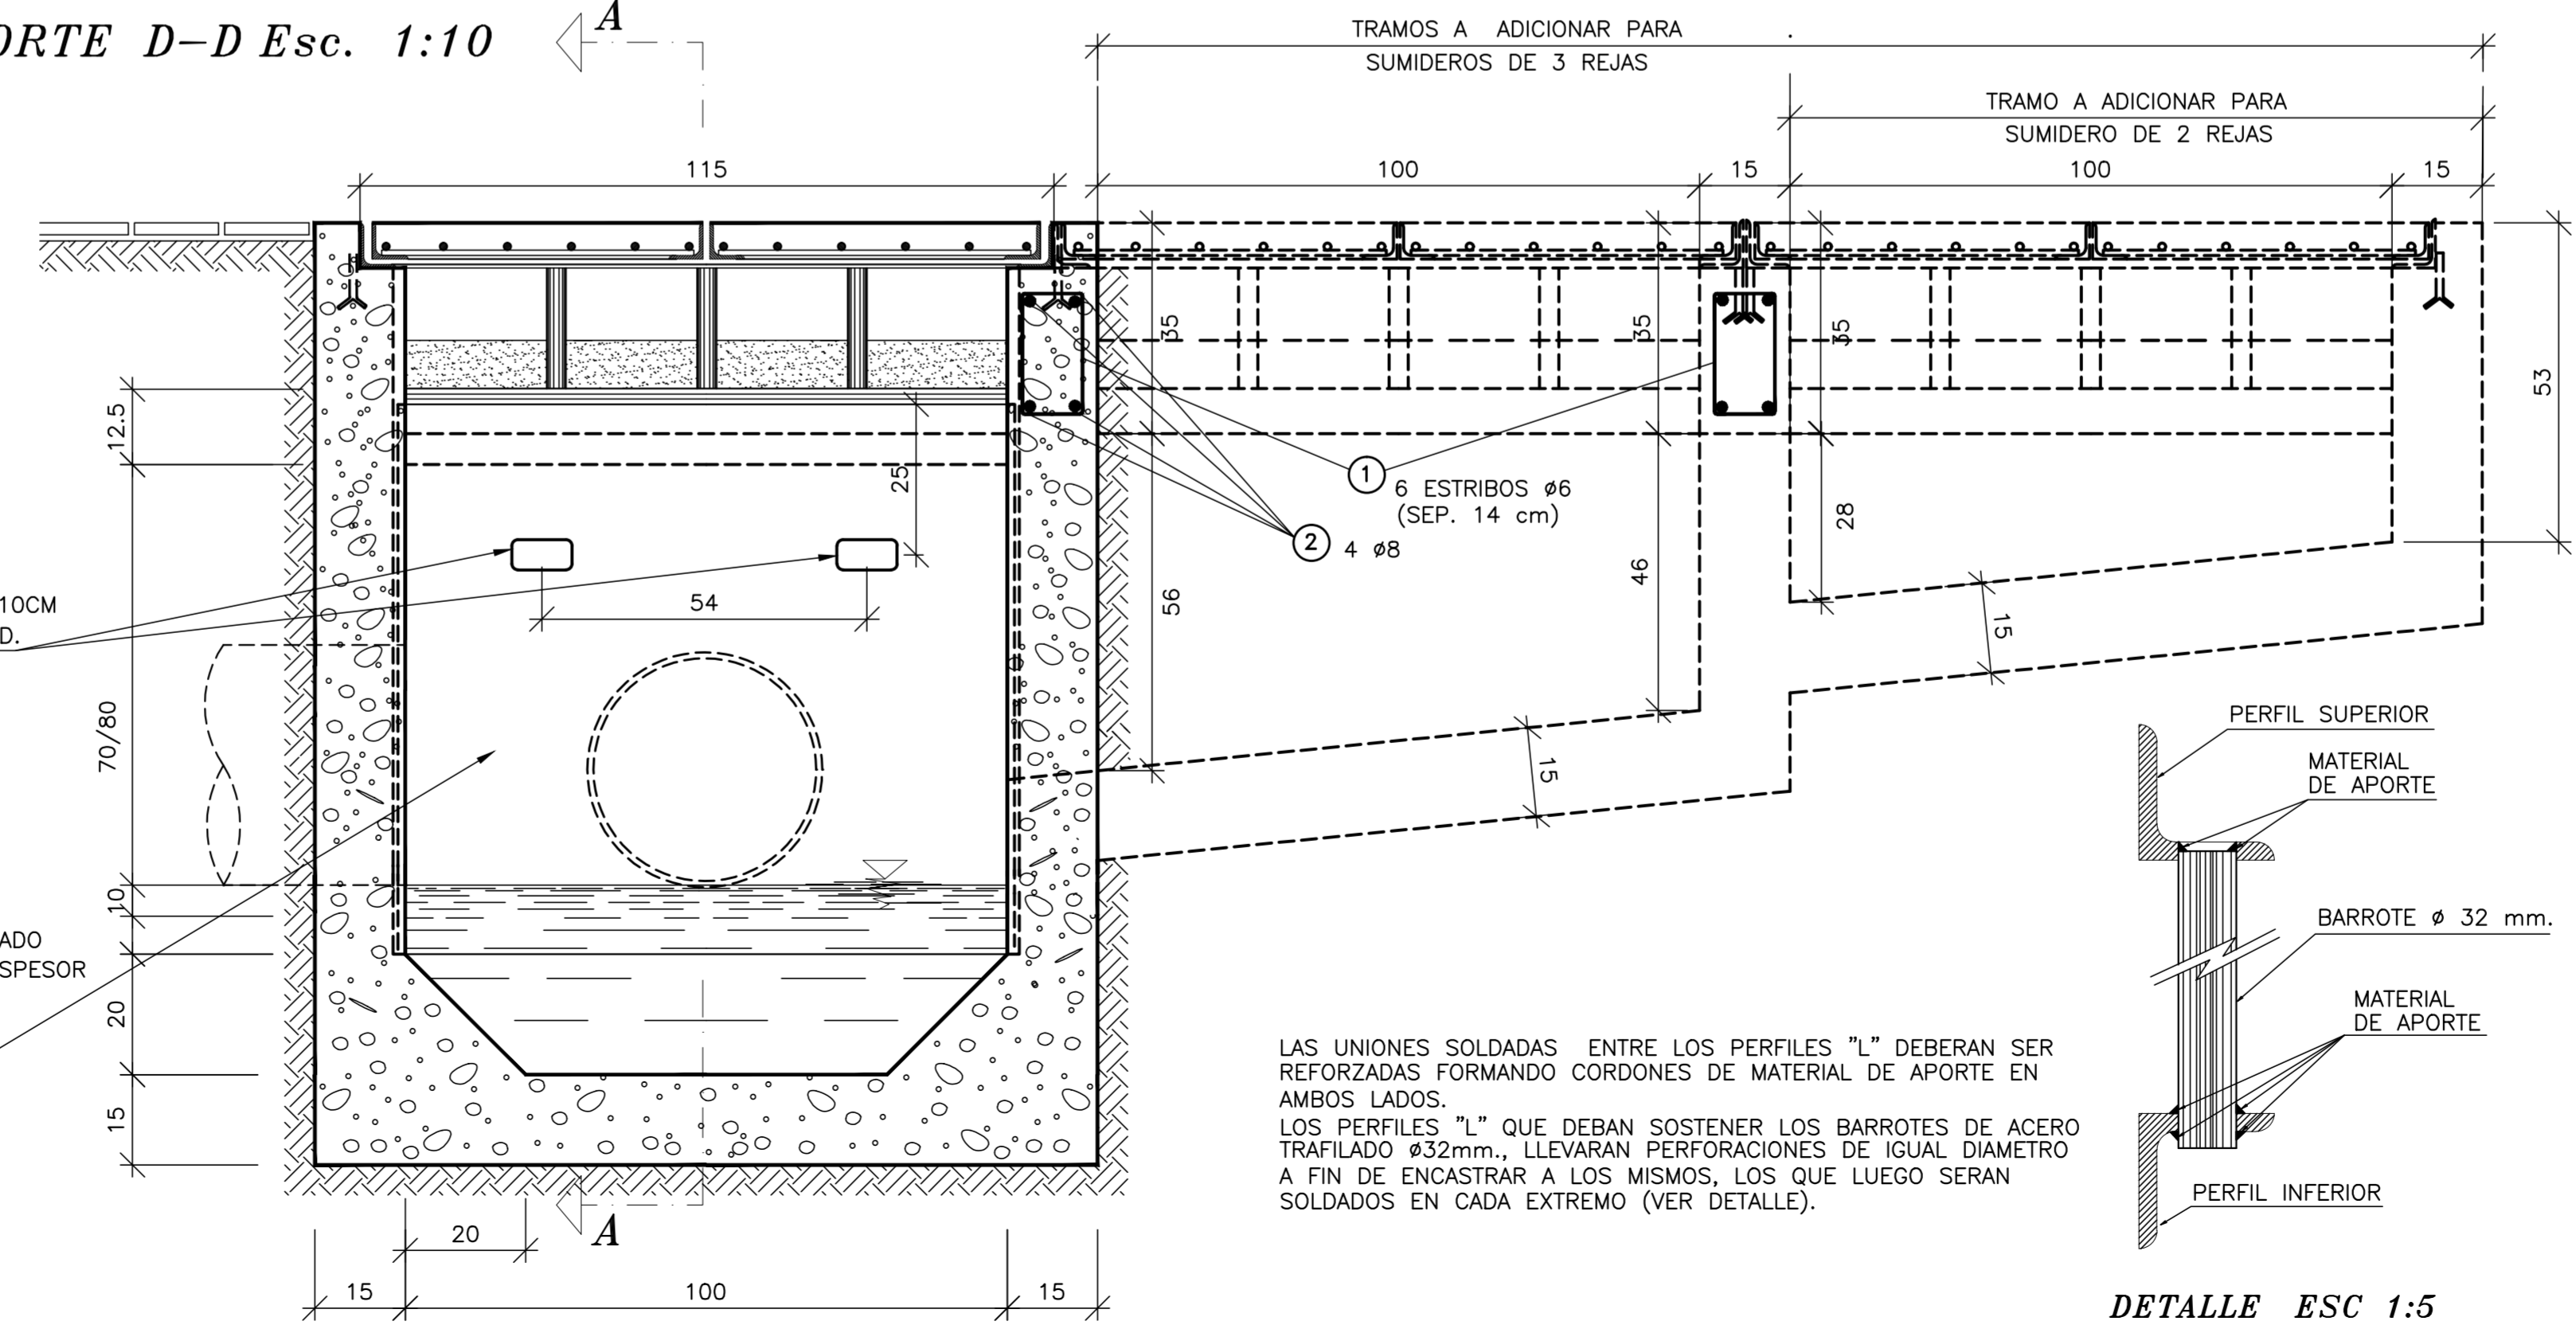 ORTE D-D Esc. 1:10
A
TRAMOS A ADICIONAR PARA
SUMIDEROS DE 3 REJAS
TRAMO A ADICIONAR PARA
SUMIDERO DE 2 REJAS
115
100
15
100
15
35
35
35
53
12.5
25
1
6 ESTRIBOS ø6
(SEP. 14 cm)
2
4 ø8
28
46
56
10CM
D.
54
15
15
70/80
PERFIL SUPERIOR
MATERIAL
DE APORTE
10
ADO
SPESOR
BARROTE ø 32 mm.
20
MATERIAL
DE APORTE
15
LAS UNIONES SOLDADAS ENTRE LOS PERFILES "L" DEBERAN SER
REFORZADAS FORMANDO CORDONES DE MATERIAL DE APORTE EN
AMBOS LADOS.
LOS PERFILES "L" QUE DEBAN SOSTENER LOS BARROTES DE ACERO
TRAFILADO ø32mm., LLEVARAN PERFORACIONES DE IGUAL DIAMETRO
A FIN DE ENCASTRAR A LOS MISMOS, LOS QUE LUEGO SERAN
SOLDADOS EN CADA EXTREMO (VER DETALLE).
PERFIL INFERIOR
20
A
15
100
15
DETALLE ESC 1:5